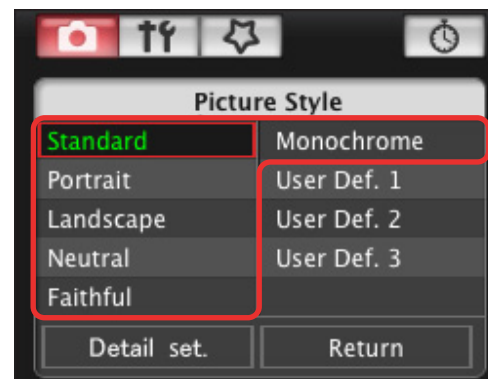 Picture Style
Standard Monochrome
Portrait User Def. 1
Landscape User Def. 2
Neutral User Def. 3
Faithful
Detail set. Return